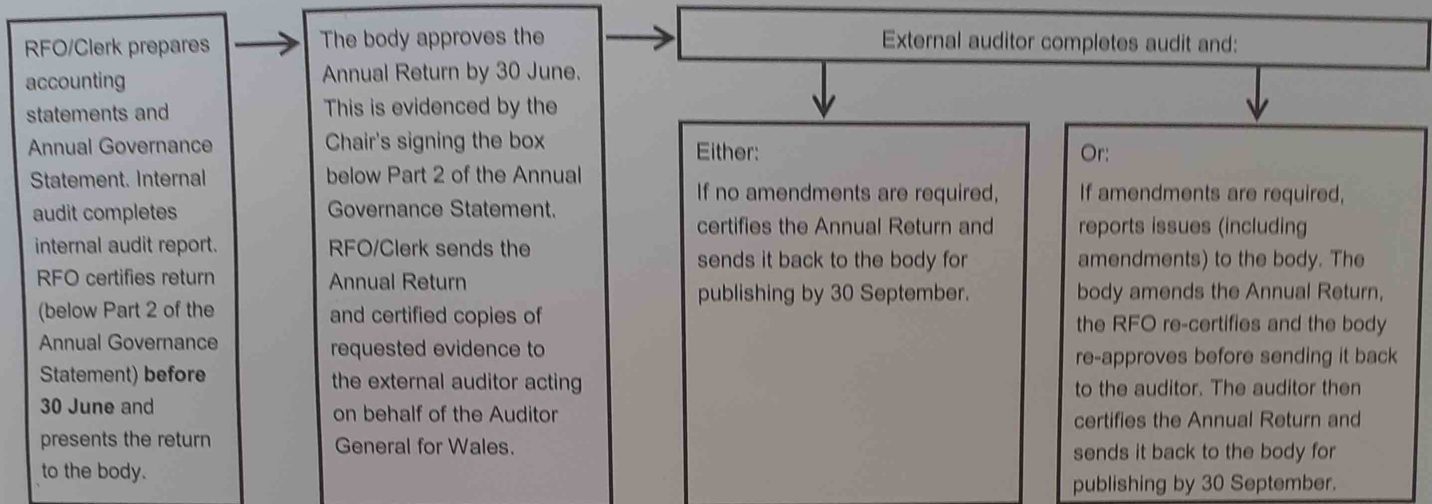 RFO/Clerk prepares
accounting
statements and
Annual Governance
Statement. Internal
audit completes
internal audit report.
RFO certifies return
(below Part 2 of the
Annual Governance
Statement) before
30 June and
presents the return
to the body.
The body approves the
Annual Return by 30 June.
This is evidenced by the
Chair's signing the box
below Part 2 of the Annual
Governance Statement.
RFO/Clerk sends the
Annual Return
and certified copies of
requested evidence to
the external auditor acting
on behalf of the Auditor
General for Wales.
External auditor completes audit and:
Either:
If no amendments are required,
certifies the Annual Return and
sends it back to the body for
publishing by 30 September.
Or:
If amendments are required,
reports issues (including
amendments) to the body. The
body amends the Annual Return,
the RFO re-certifies and the body
re-approves before sending it back
to the auditor. The auditor then
certifies the Annual Return and
sends it back to the body for
publishing by 30 September.